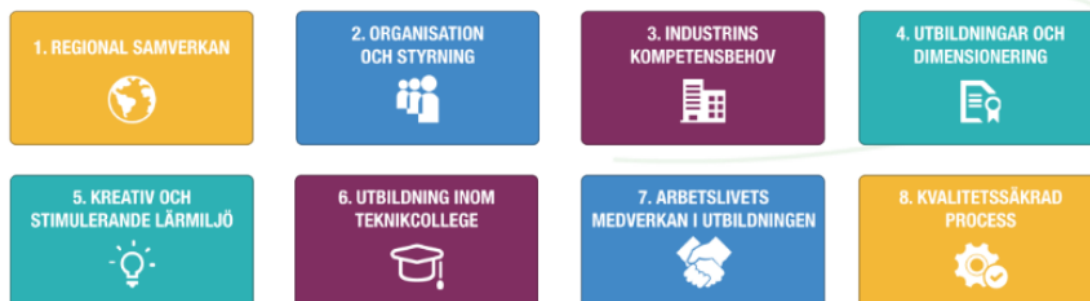 1. REGIONAL SAMVERKAN
2. ORGANISATION
OCH STYRNING
3. INDUSTRINS
KOMPETENSBEHOV
4. UTBILDNINGAR OCH
DIMENSIONERING
5. KREATIV OCH
STIMULERANDE LÄRMILJÖ
6. UTBILDNING INOM
TEKNIKCOLLEGE
7. ARBETSLIVETS
MEDVERKAN I UTBILDNINGEN
8. KVALITETSSÄKRAD
PROCESS